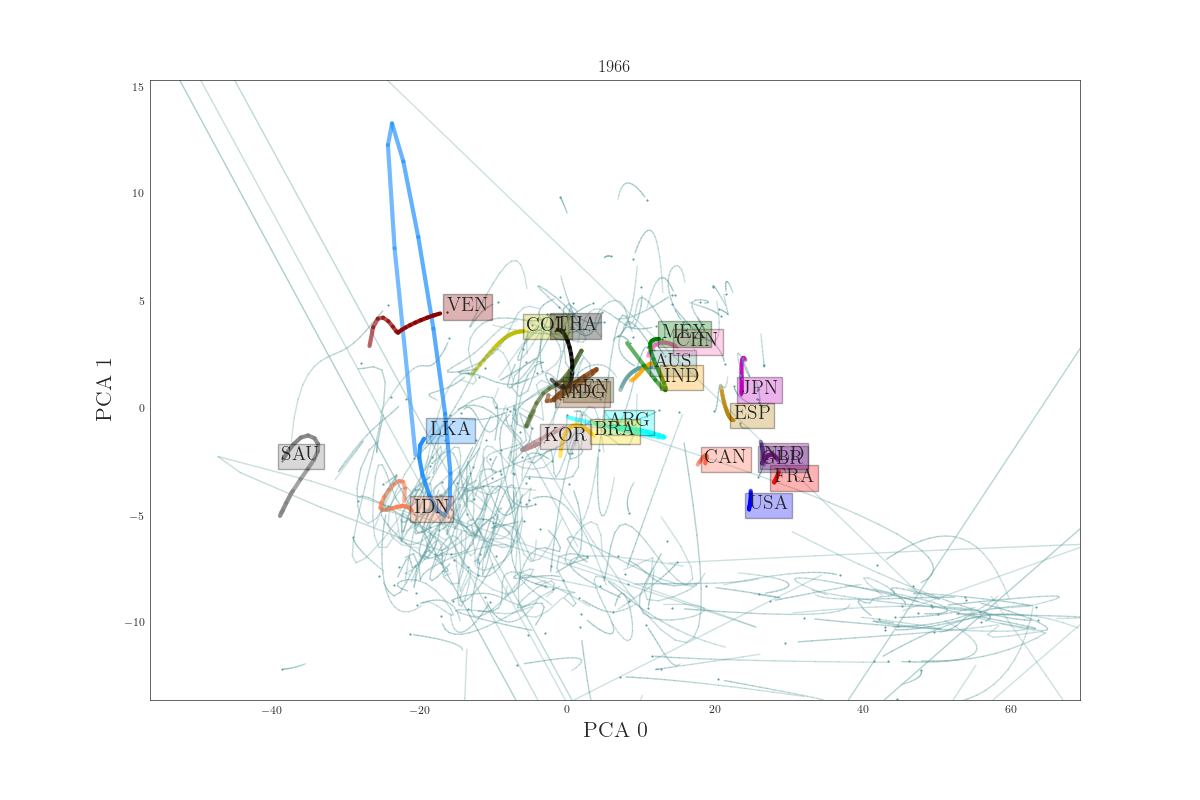 1966
15
10
5
0
−5
−10
PCA 1
VEN
COL
THA
MEX
CHN
AUS
IND
JPN
MDG
ESP
ARG
BRA
KOR
LKA
SAU
CAN
NLD
GBR
FRA
USA
IDN
−40
−20
0
20
40
60
PCA 0